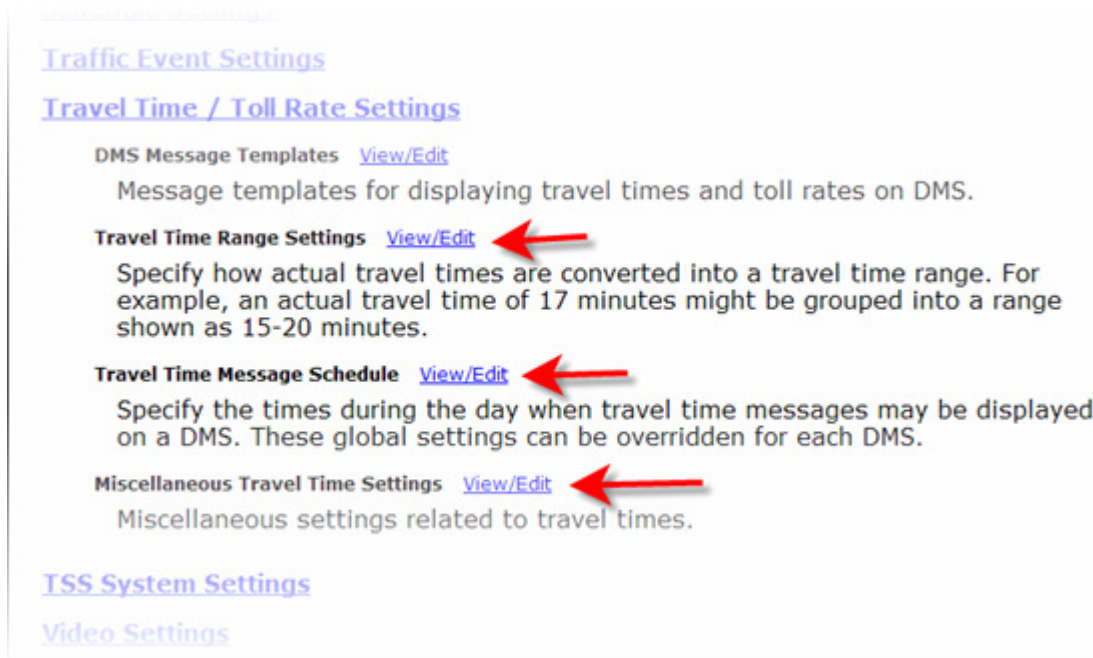 Traffic Event Settings
Travel Time / Toll Rate Settings
DMS Message Templates View/Edit
Message templates for displaying travel times and toll rates on DMS.
Travel Time Range Settings View/Edit
Specify how actual travel times are converted into a travel time range. For
example, an actual travel time of 17 minutes might be grouped into a range
shown as 15-20 minutes.
Travel Time Message Schedule View/Edit
Specify the times during the day when travel time messages may be displayed
on a DMS. These global settings can be overridden for each DMS.
Miscellaneous Travel Time Settings View/Edit
Miscellaneous settings related to travel times.
TSS System Settings
Video Settings